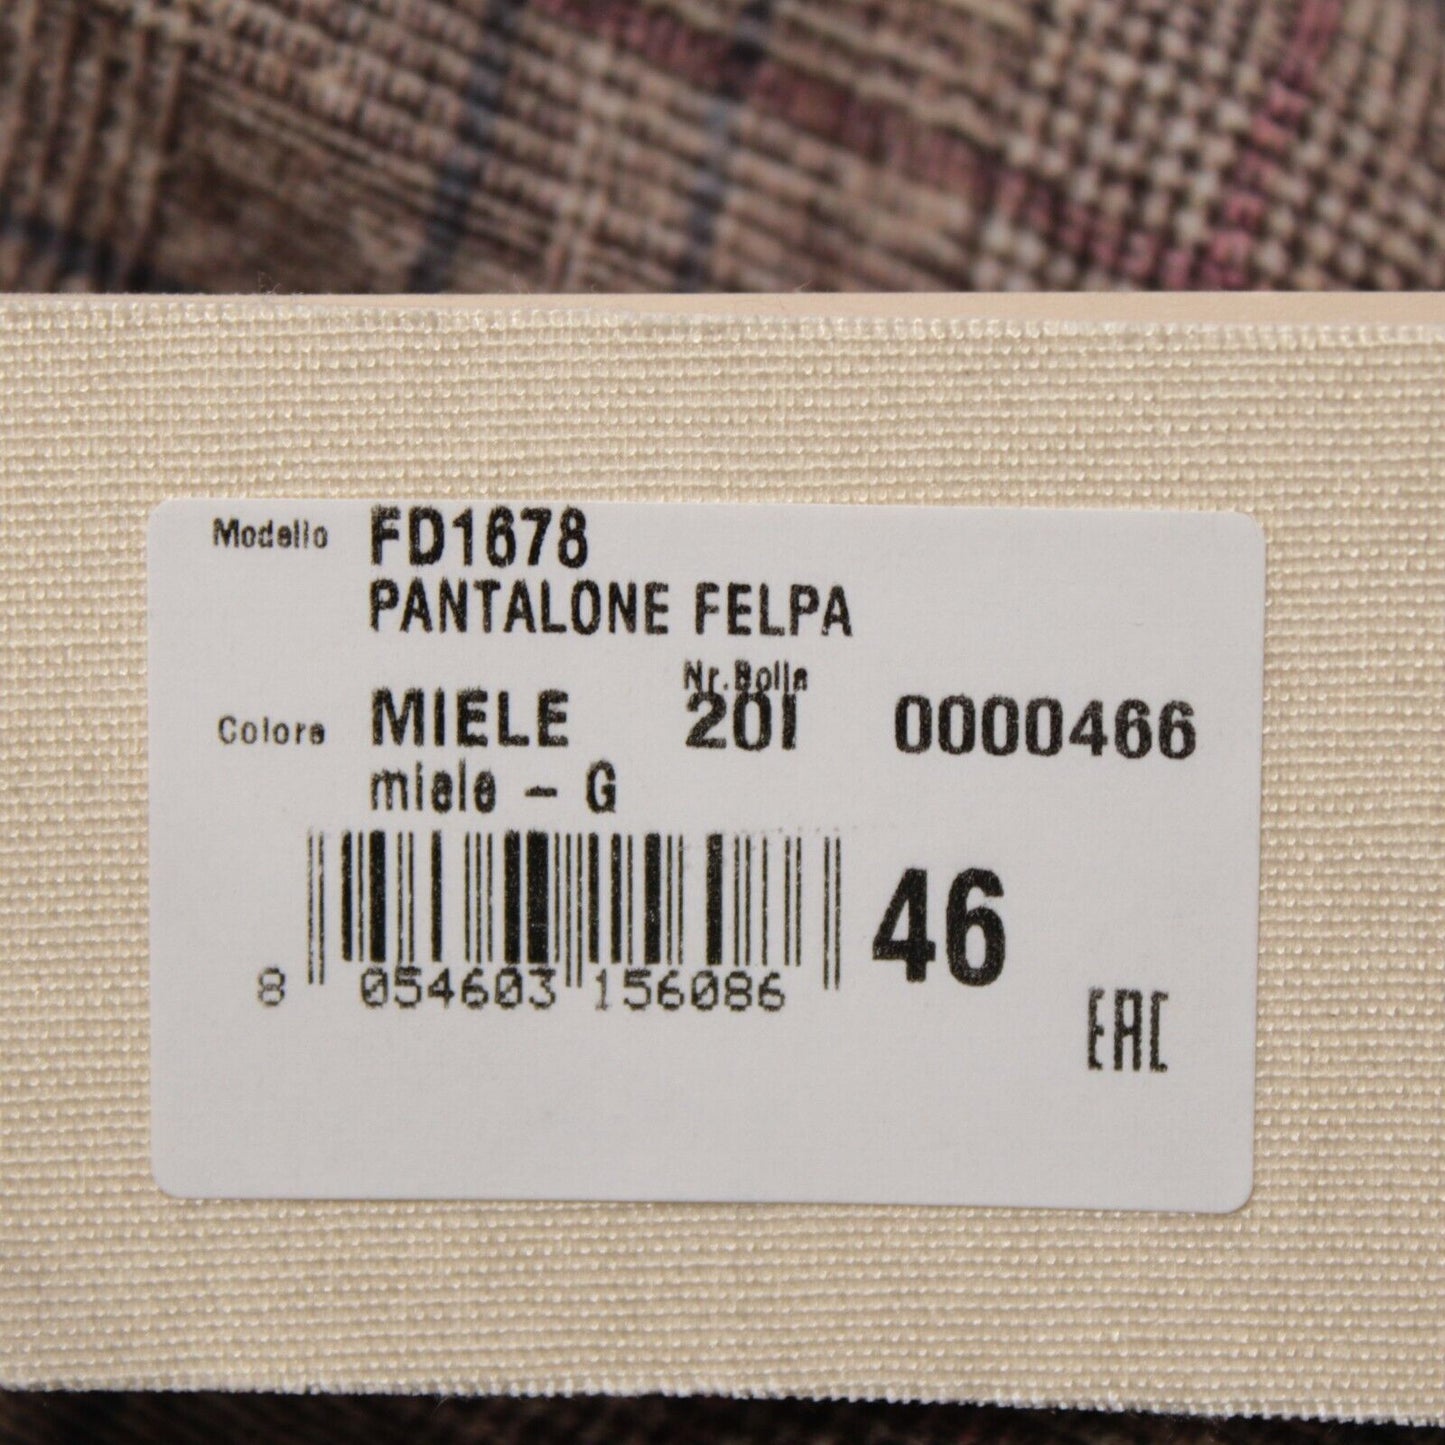 Modello FD1678
PANTALONE FELPA
Nr.Bolla
Colore MIELE 20I 0000466
miele - G
46
8 054603 156086
EAC